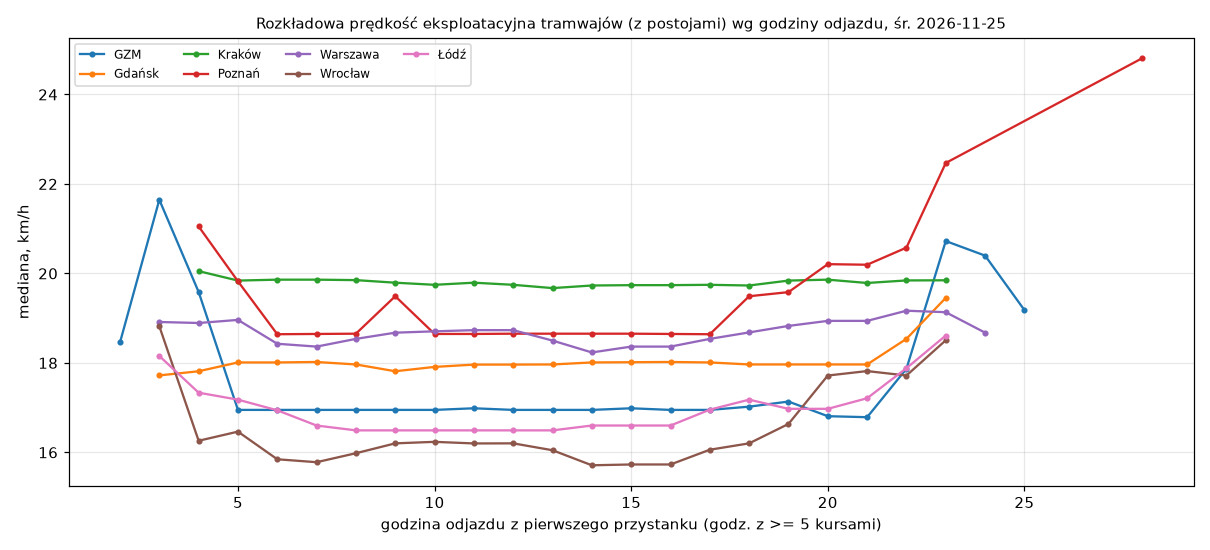 Rozkładowa prędkość eksploatacyjna tramwajów (z postojami) wg godziny odjazdu, śr. 2026-11-25
GZM Kraków Warszawa Łódź
Gdańsk Poznań Wrocław
mediana, km/h
24
22
20
18
16
5 10 15 20 25
godzina odjazdu z pierwszego przystanku (godz. z >= 5 kursami)